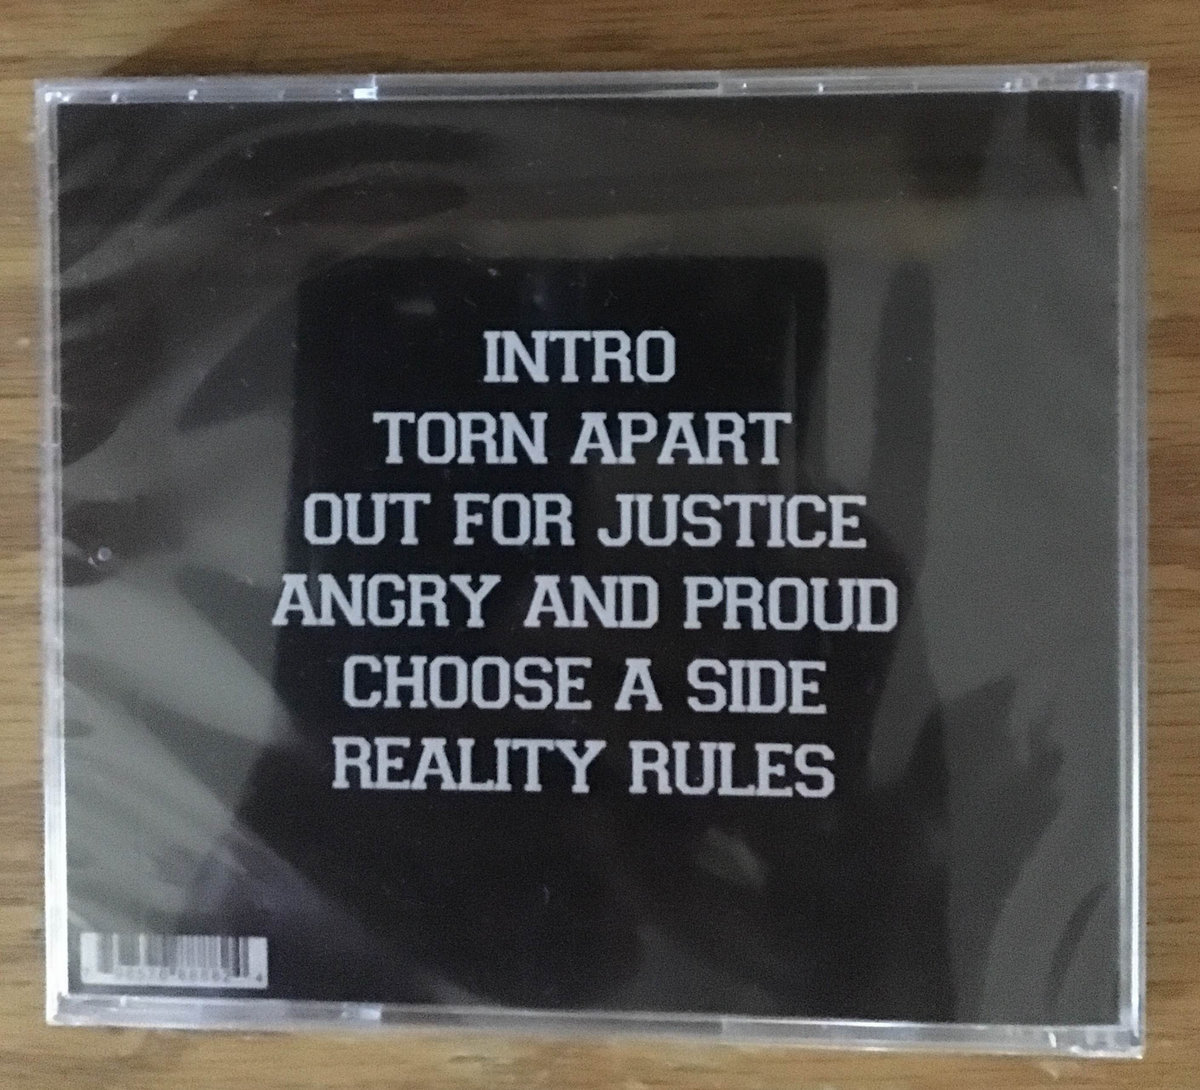 INTRO
TORN APART
OUT FOR JUSTICE
ANGRY AND PROUD
CHOOSE A SIDE
REALITY RULES